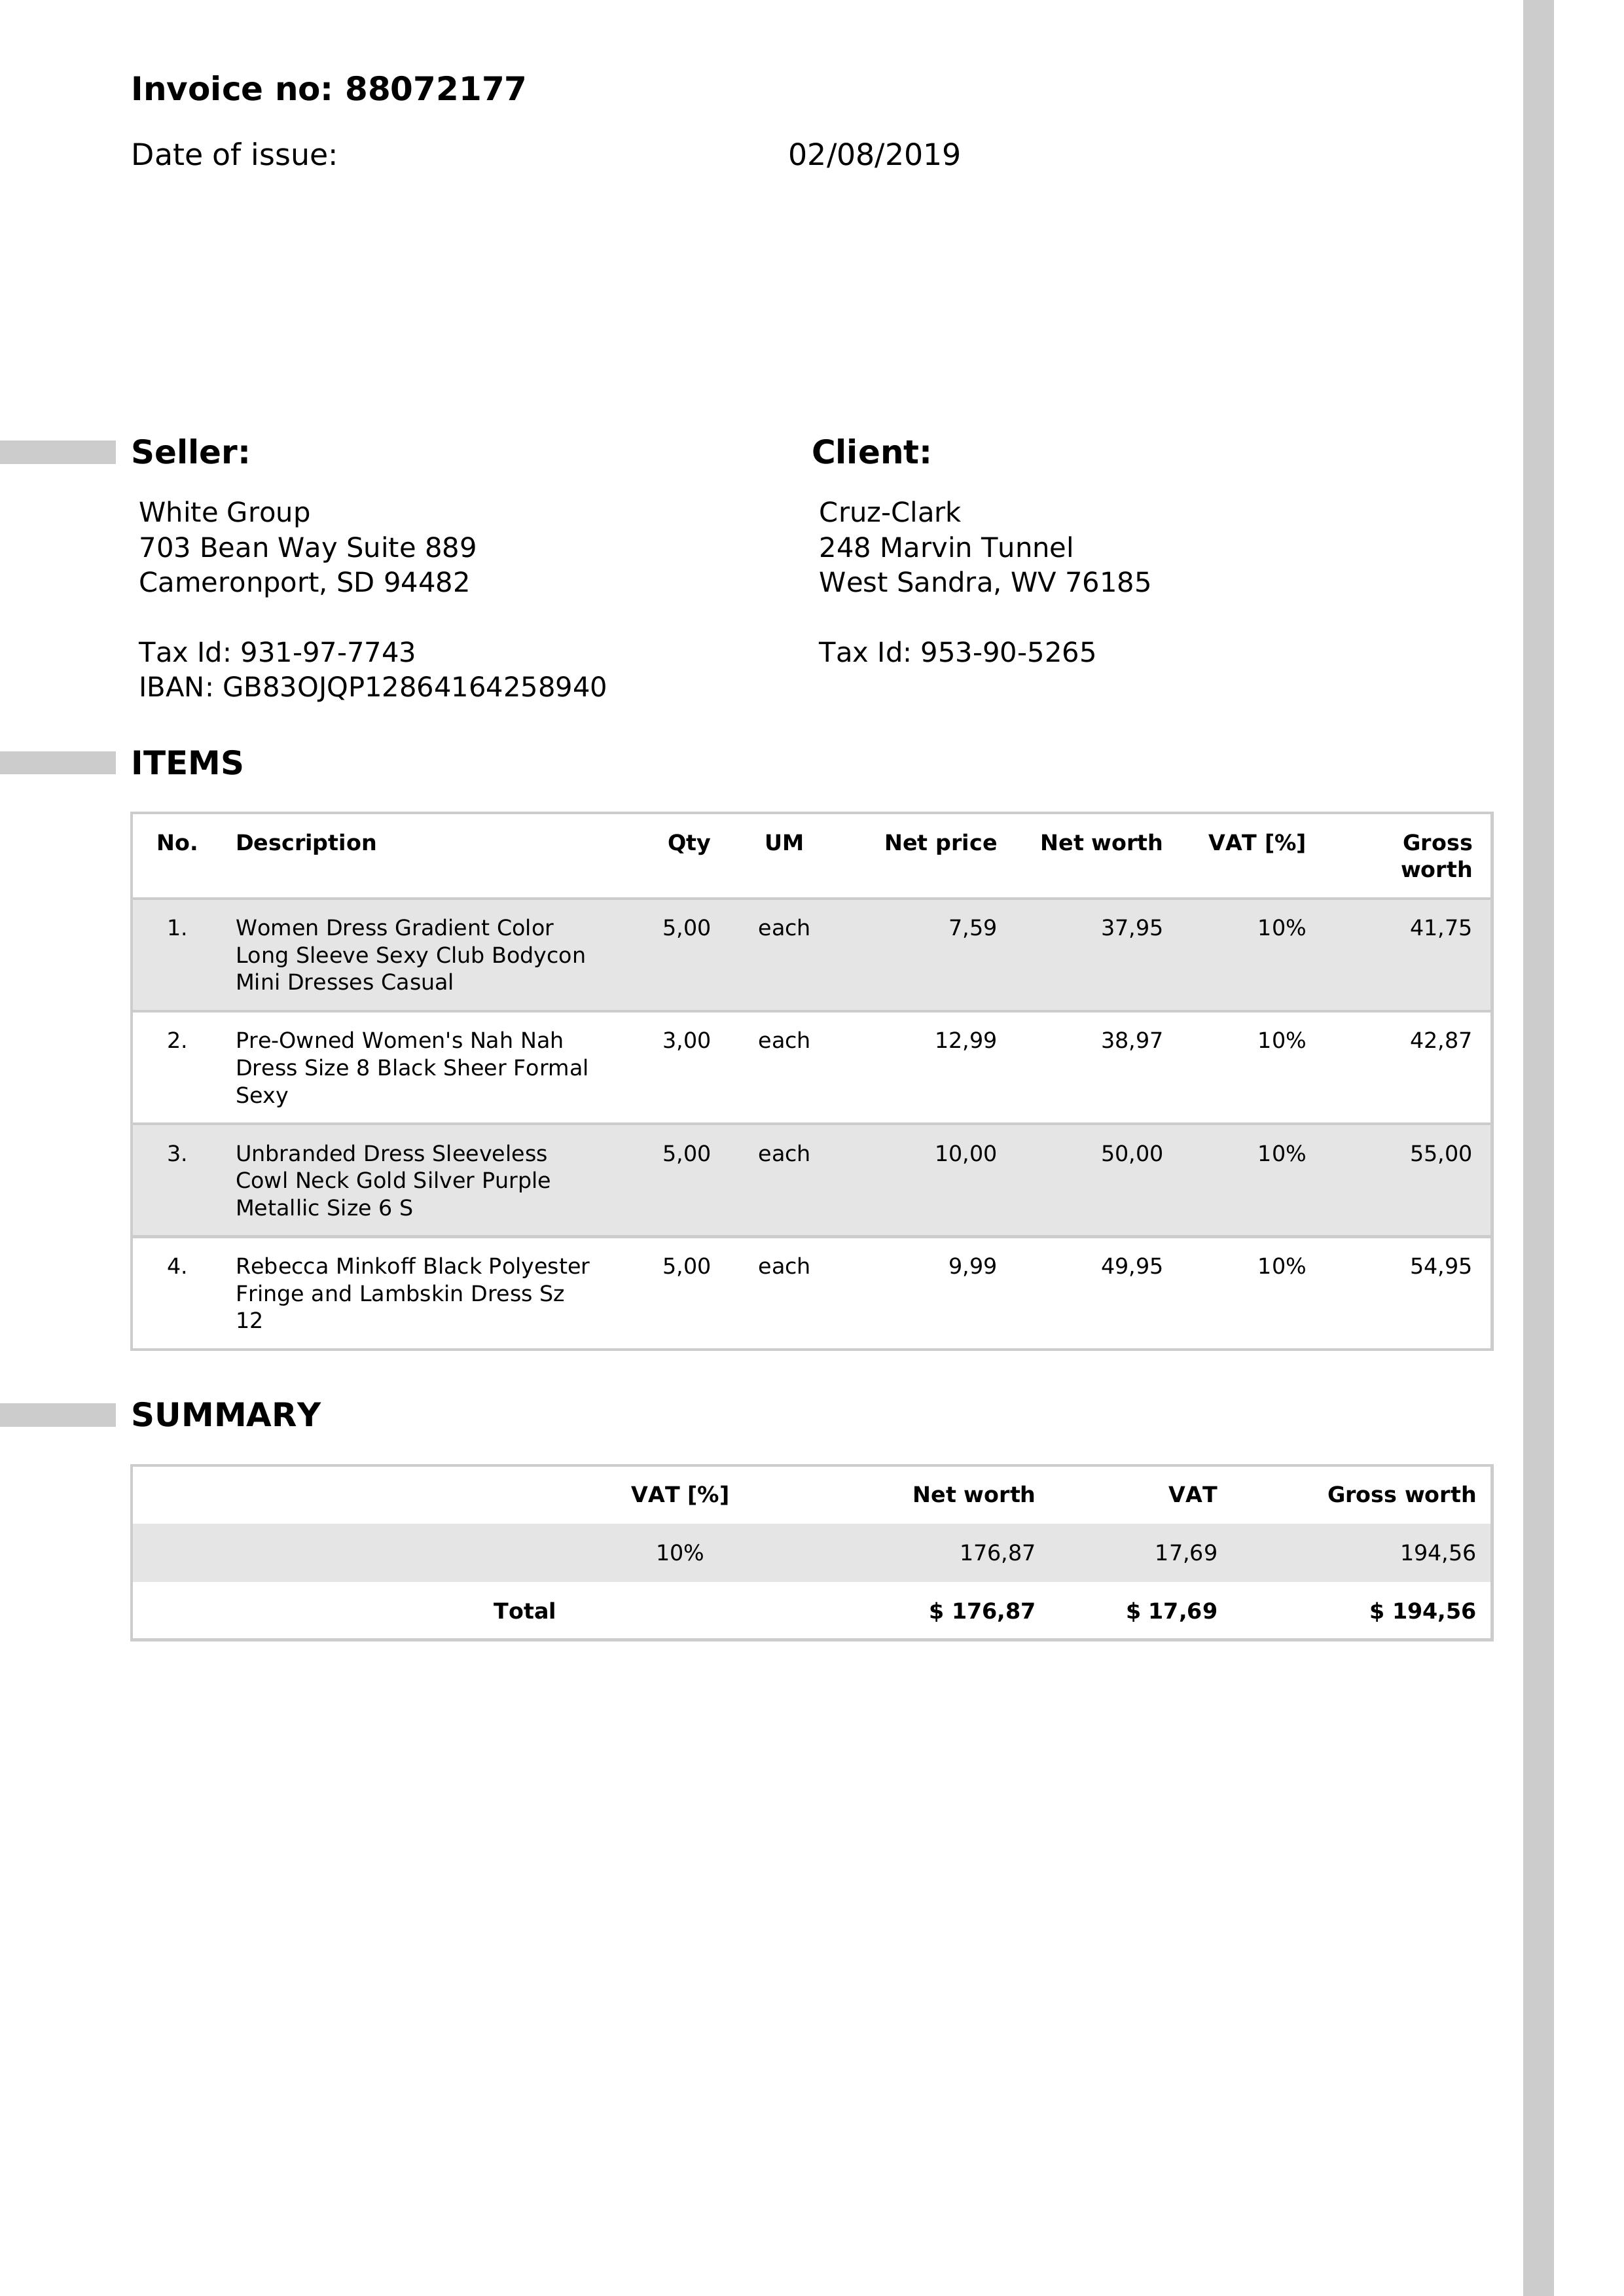 Invoice no: 88072177
Date of issue: 02/08/2019
Seller:
White Group
703 Bean Way Suite 889
Cameronport, SD 94482
Tax Id: 931-97-7743
IBAN: GB83OJQP12864164258940
Client:
Cruz-Clark
248 Marvin Tunnel
West Sandra, WV 76185
Tax Id: 953-90-5265
ITEMS
No. Description Qty UM Net price Net worth VAT [%] Gross
worth
1. Women Dress Gradient Color 5,00 each 7,59 37,95 10% 41,75
Long Sleeve Sexy Club Bodycon
Mini Dresses Casual
2. Pre-Owned Women's Nah Nah 3,00 each 12,99 38,97 10% 42,87
Dress Size 8 Black Sheer Formal
Sexy
3. Unbranded Dress Sleeveless 5,00 each 10,00 50,00 10% 55,00
Cowl Neck Gold Silver Purple
Metallic Size 6 S
4. Rebecca Minkoff Black Polyester 5,00 each 9,99 49,95 10% 54,95
Fringe and Lambskin Dress Sz
12
SUMMARY
VAT [%] Net worth VAT Gross worth
10% 176,87 17,69 194,56
Total $ 176,87 $ 17,69 $ 194,56